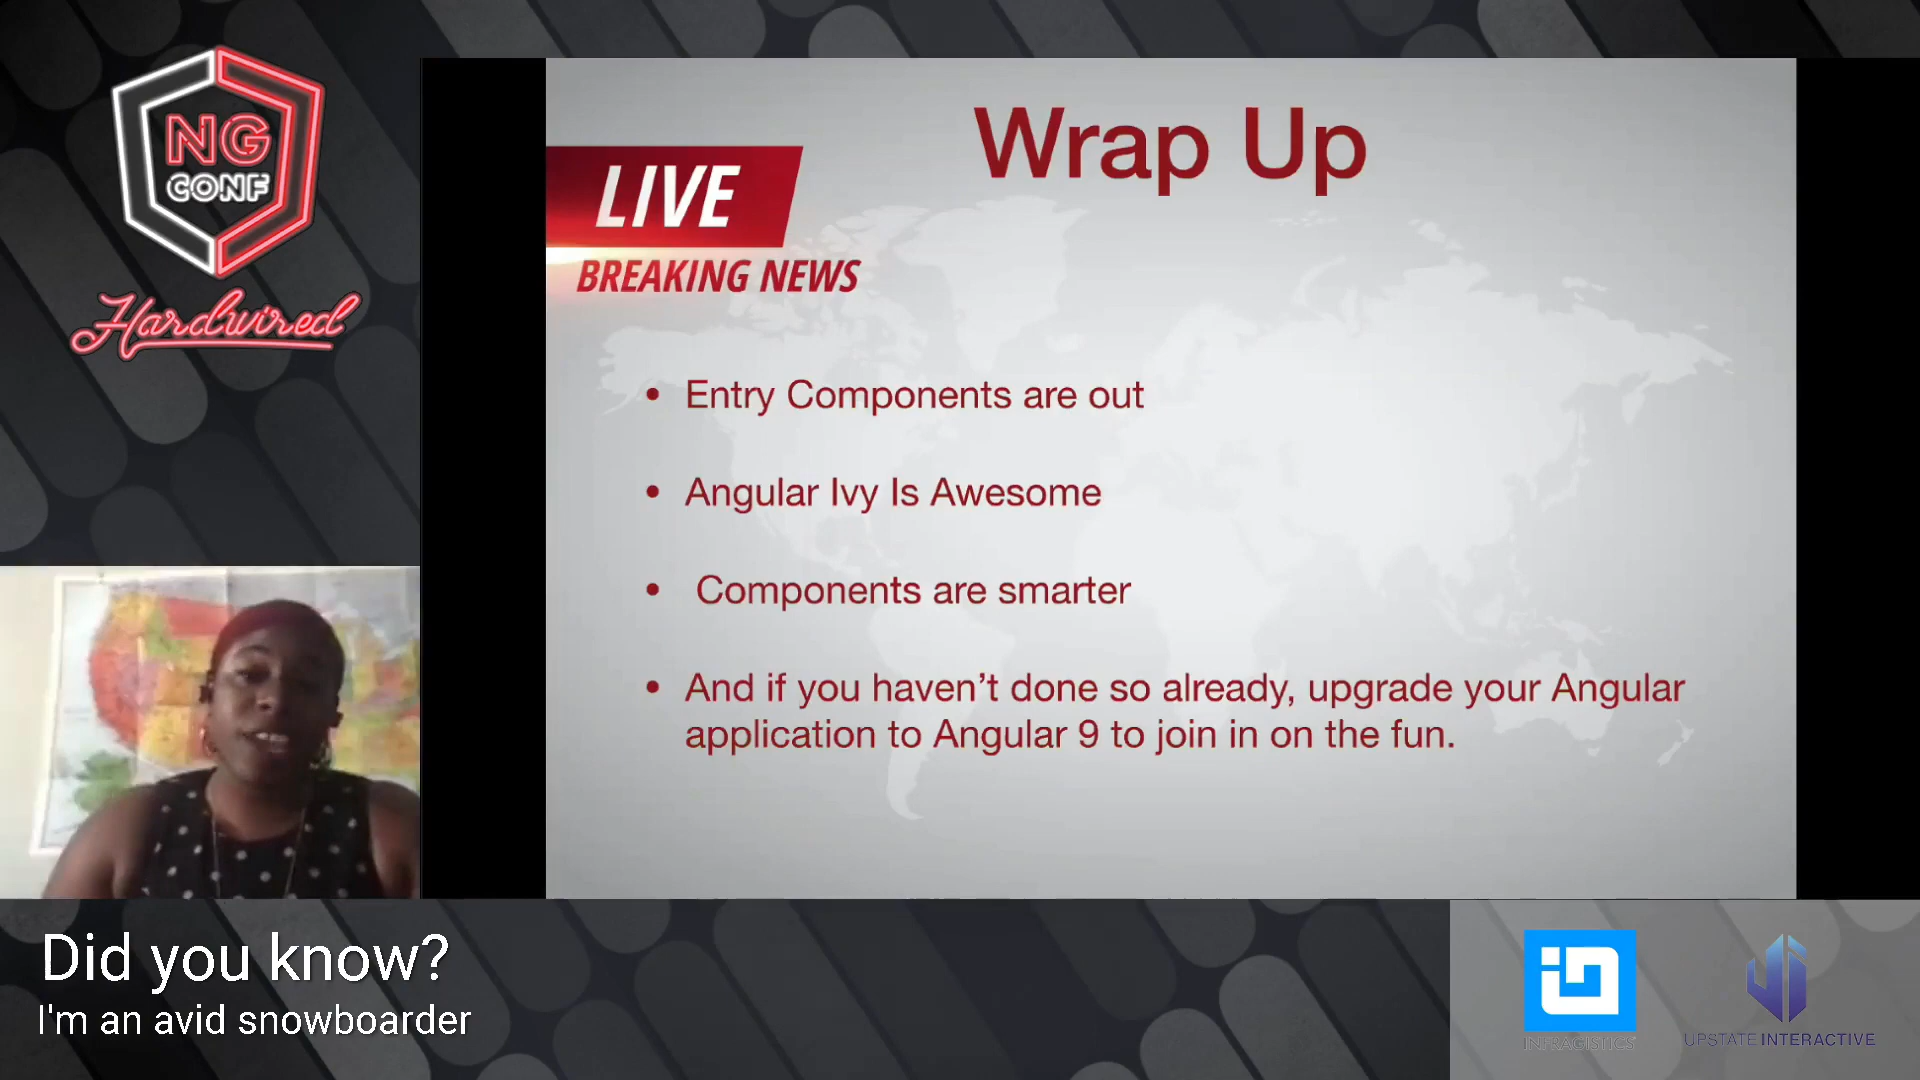 NG
CONF
Hardwired
Wrap Up
LIVE
BREAKING NEWS
• Entry Components are out
• Angular Ivy Is Awesome
• Components are smarter
• And if you haven’t done so already, upgrade your Angular
application to Angular 9 to join in on the fun.
Did you know?
I'm an avid snowboarder
INFRAGISTICS
UPSTATE INTERACTIVE